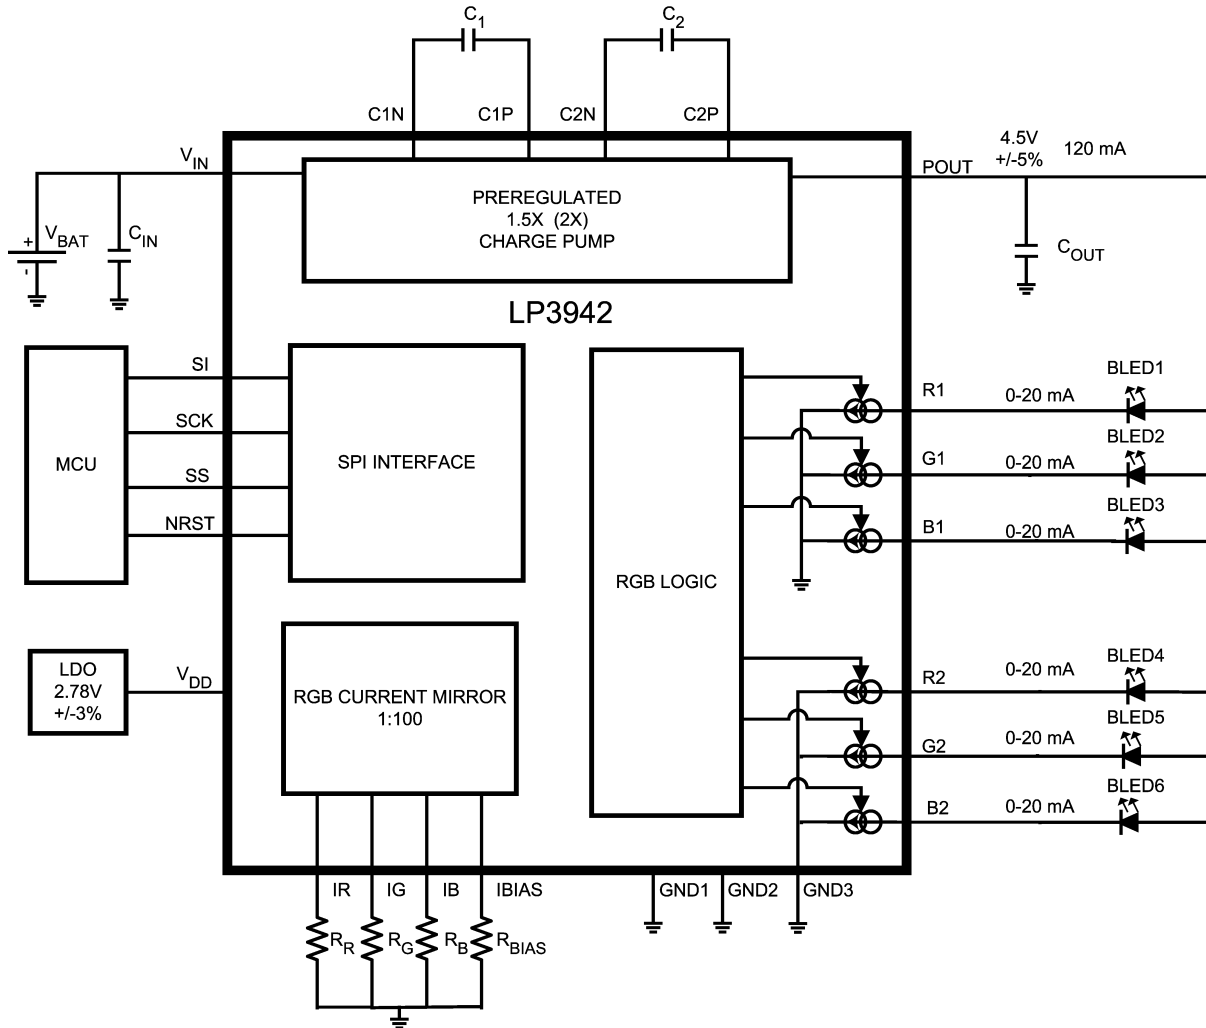 C1
C2
C1N
C1P
C2N
C2P
VIN
POUT
4.5V
+/-5%
120 mA
PREREGULATED
1.5X (2X)
CHARGE PUMP
+
VBAT
-
CIN
COUT
LP3942
MCU
SI
SCK
SS
NRST
SPI INTERFACE
RGB LOGIC
R1
0-20 mA
BLED1
G1
0-20 mA
BLED2
B1
0-20 mA
BLED3
LDO
2.78V
+/-3%
VDD
RGB CURRENT MIRROR
1:100
R2
0-20 mA
BLED4
G2
0-20 mA
BLED5
B2
0-20 mA
BLED6
IR
IG
IB
IBIAS
GND1
GND2
GND3
RR
RG
RB
RBIAS